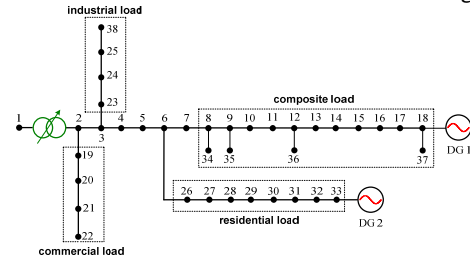 industrial load
38
25
24
23
composite load
1 2 3 4 5 6 7 8 9 10 11 12 13 14 15 16 17 18
DG 1
34 35 36 37
19
20
21
22
26 27 28 29 30 31 32 33
DG 2
residential load
commercial load